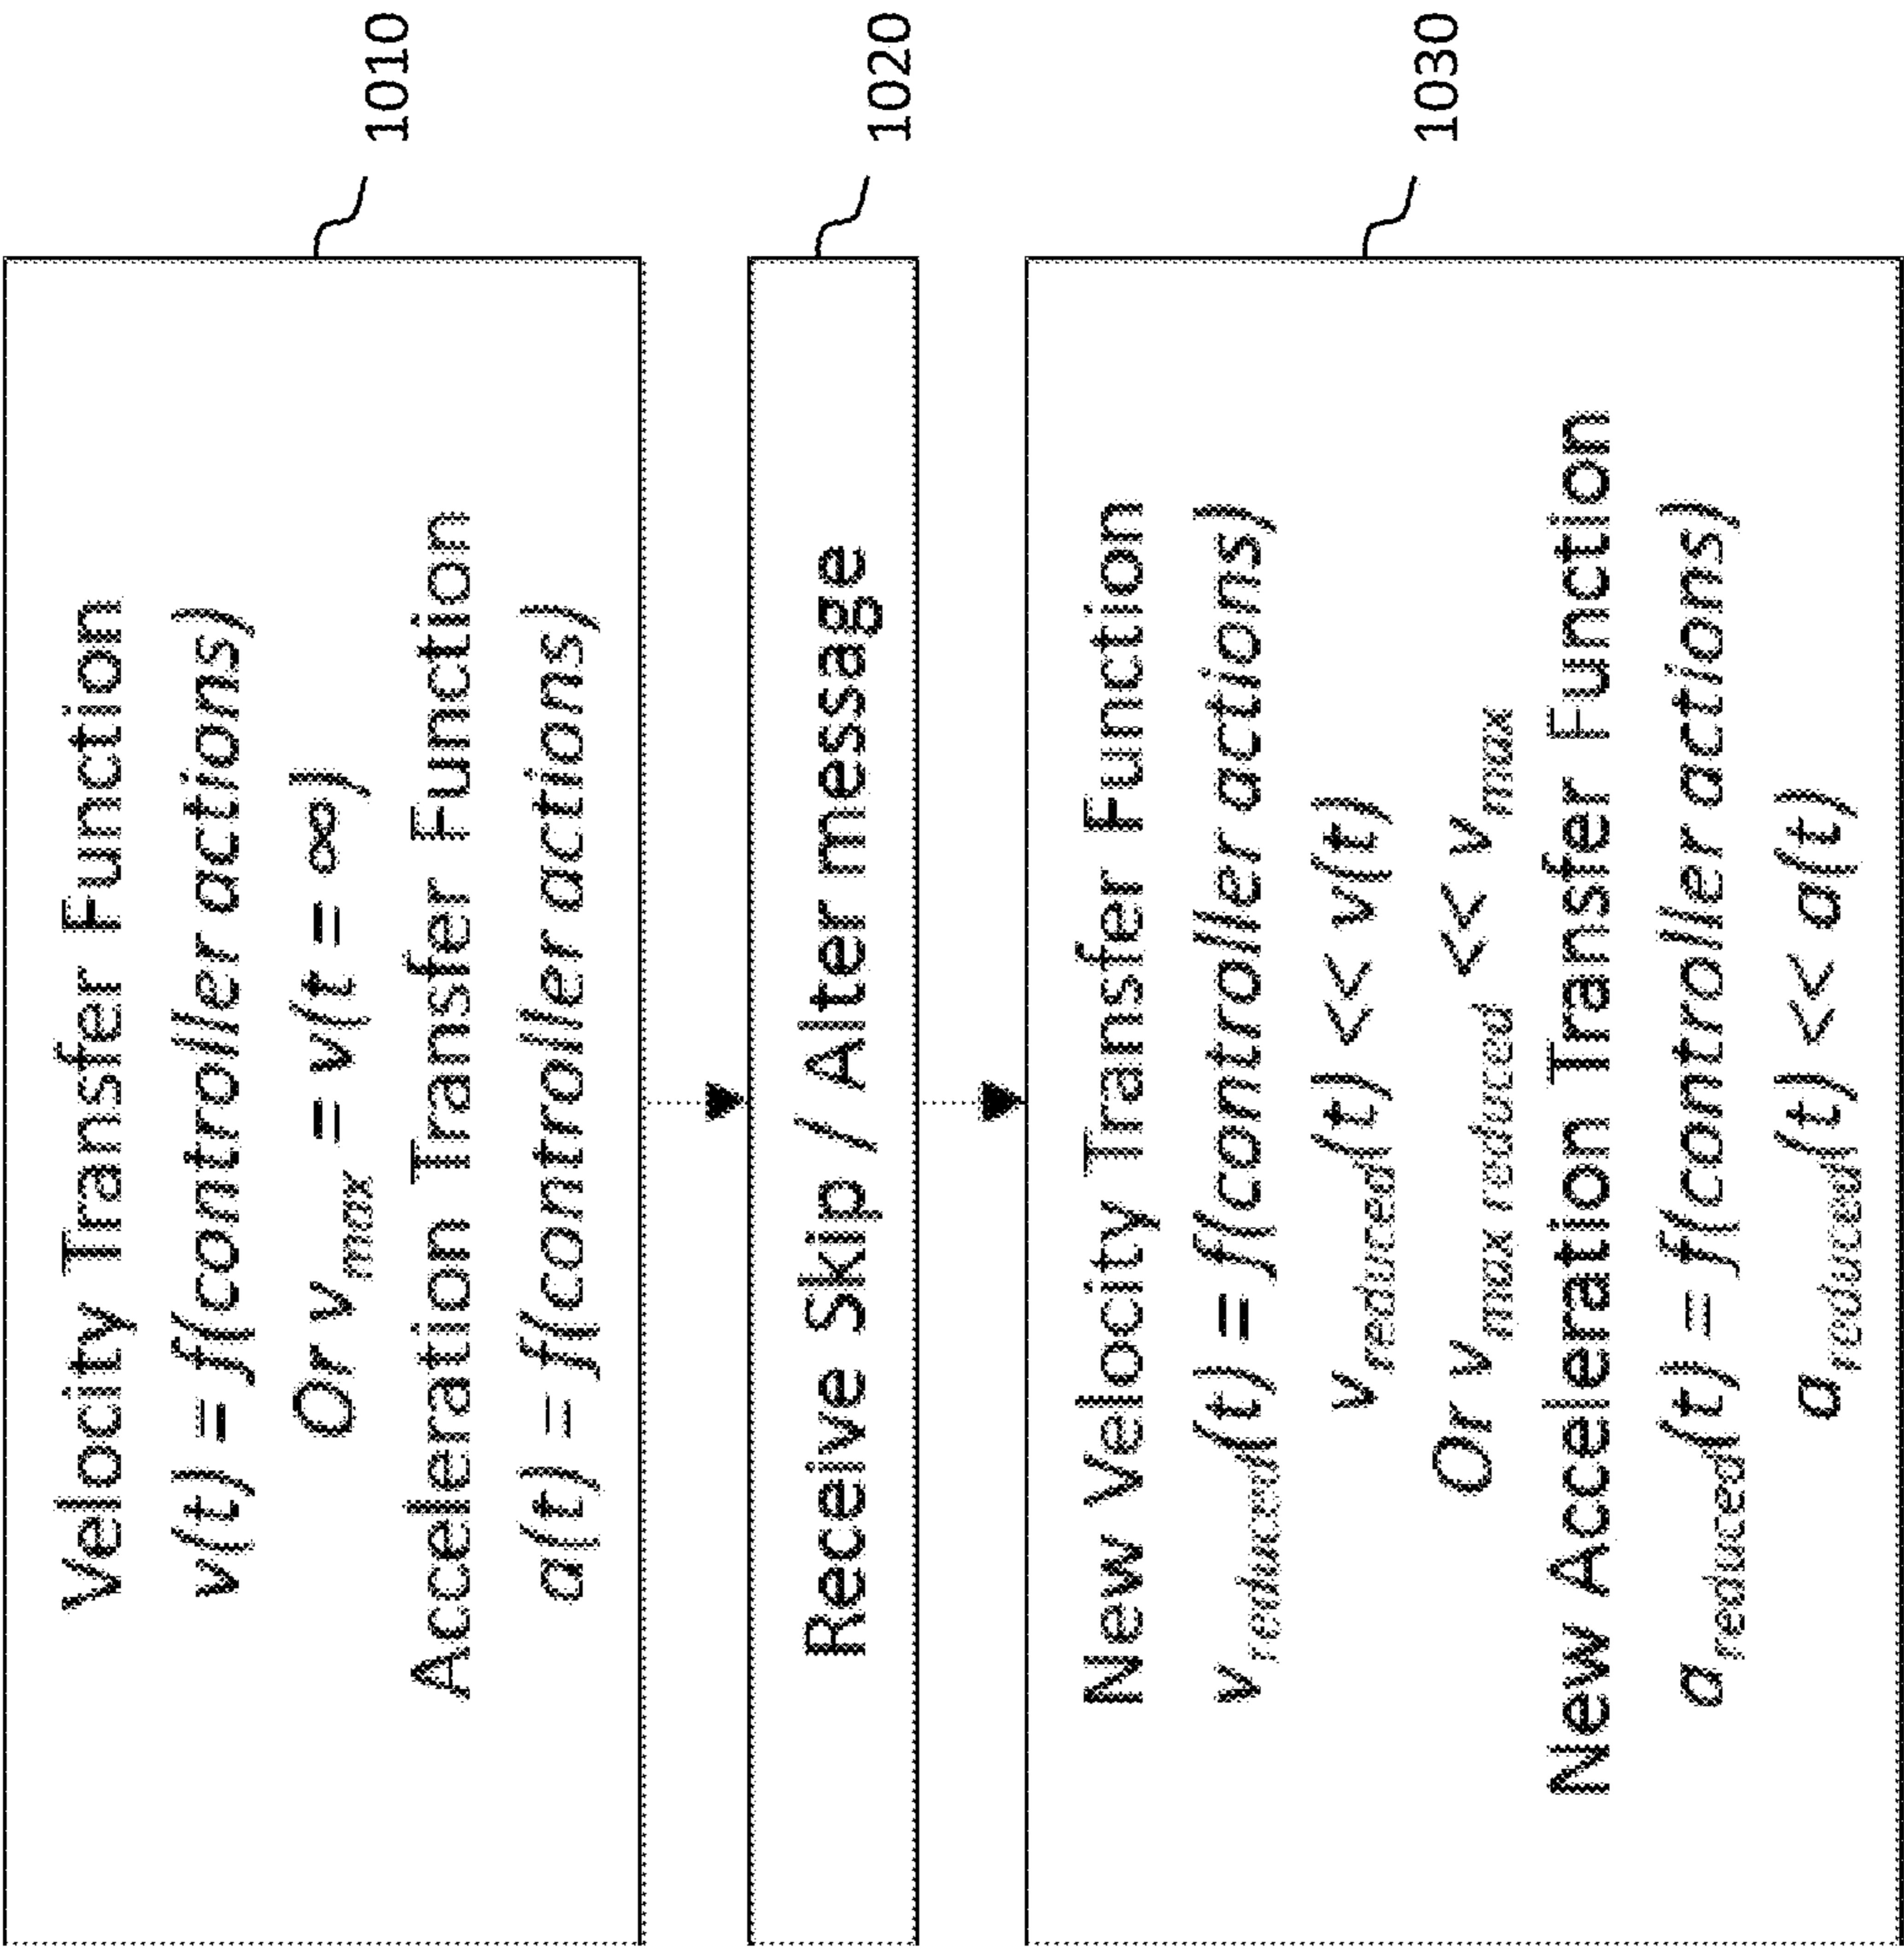 Velocity Transfer Function
v(t) = f(controller actions)
Or v_max = v(t = ∞)
Acceleration Transfer Function
a(t) = f(controller actions)
1010
Receive Skip / Alter message
1020
New Velocity Transfer Function
v_reduced(t) = f(controller actions)
v_reduced(t) << v(t)
Or v_max reduced << v_max
New Acceleration Transfer Function
a_reduced(t) = f(controller actions)
a_reduced(t) << a(t)
1030